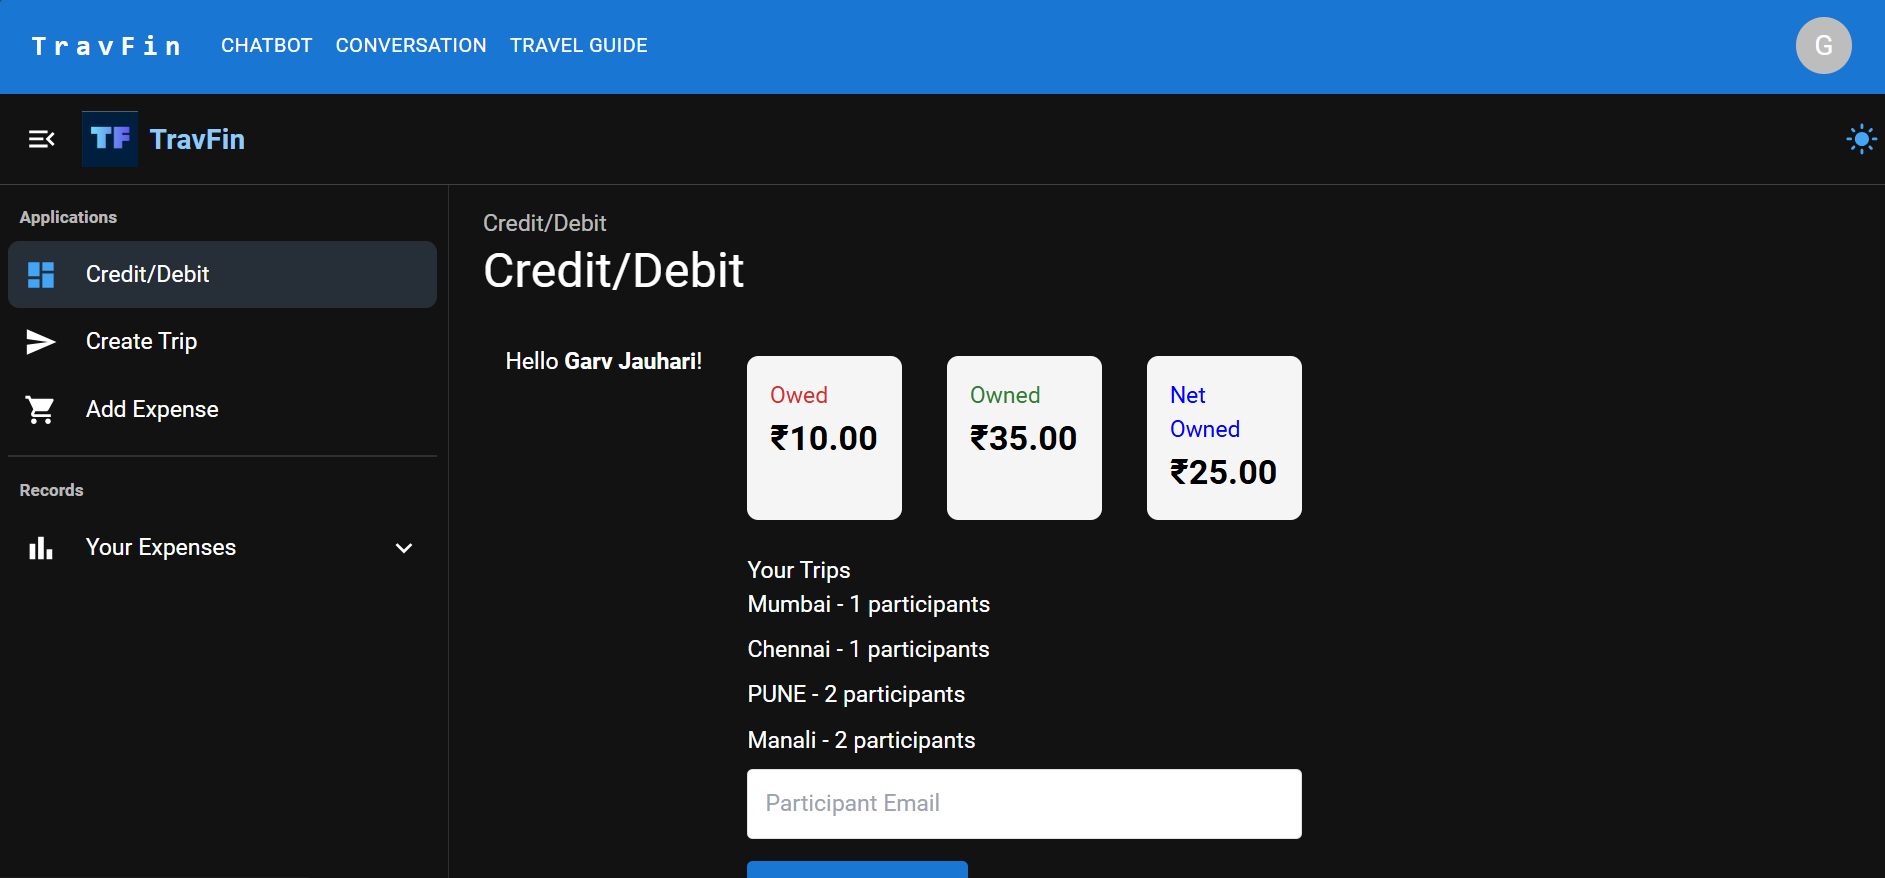 TravFin CHATBOT CONVERSATION TRAVEL GUIDE G
TF TravFin
Applications
Credit/Debit
Create Trip
Add Expense
Records
Your Expenses
Credit/Debit
Credit/Debit
Hello Garv Jauhari!
Owed
₹10.00
Owned
₹35.00
Net
Owned
₹25.00
Your Trips
Mumbai - 1 participants
Chennai - 1 participants
PUNE - 2 participants
Manali - 2 participants
Participant Email